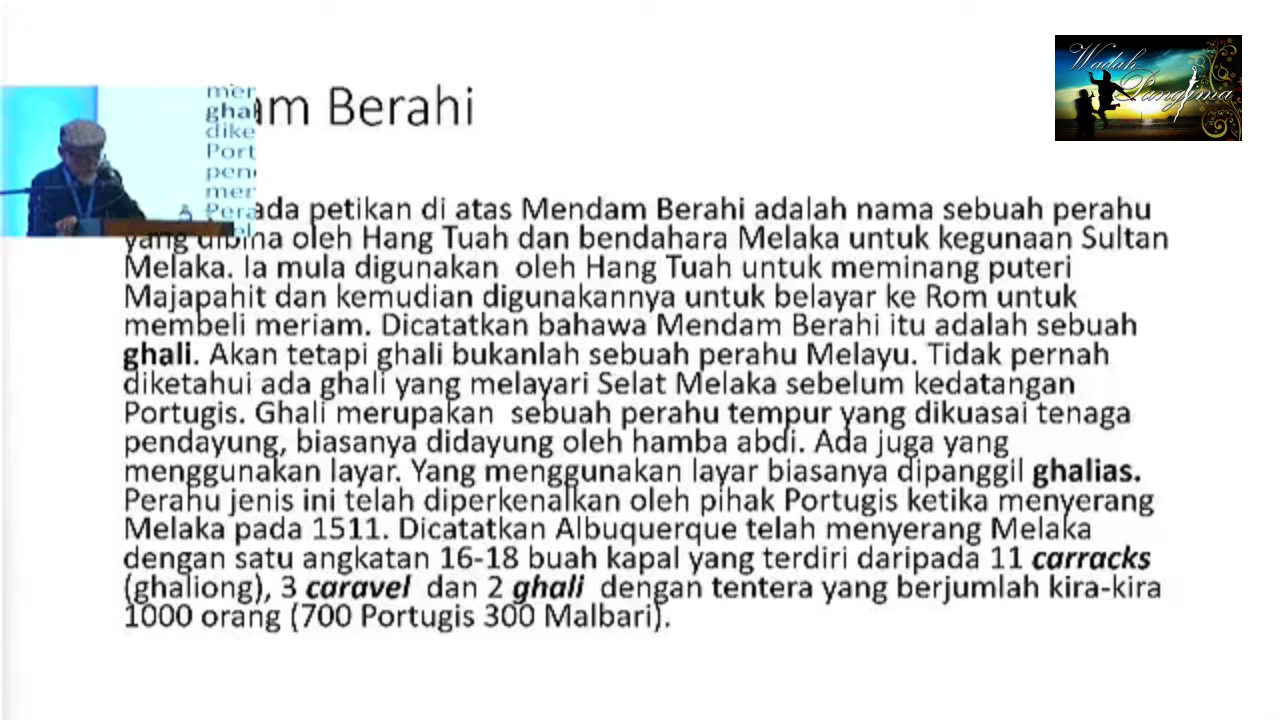 Wadah
Panglima
am Berahi
mer
ghal
dike
Port
pen
mer
Pera
ada petikan di atas Mendam Berahi adalah nama sebuah perahu
yang dibina oleh Hang Tuah dan bendahara Melaka untuk kegunaan Sultan
Melaka. Ia mula digunakan oleh Hang Tuah untuk meminang puteri
Majapahit dan kemudian digunakannya untuk belayar ke Rom untuk
membeli meriam. Dicatatkan bahawa Mendam Berahi itu adalah sebuah
ghali. Akan tetapi ghali bukanlah sebuah perahu Melayu. Tidak pernah
diketahui ada ghali yang melayari Selat Melaka sebelum kedatangan
Portugis. Ghali merupakan sebuah perahu tempur yang dikuasai tenaga
pendayung, biasanya didayung oleh hamba abdi. Ada juga yang
menggunakan layar. Yang menggunakan layar biasanya dipanggil ghalias.
Perahu jenis ini telah diperkenalkan oleh pihak Portugis ketika menyerang
Melaka pada 1511. Dicatatkan Albuquerque telah menyerang Melaka
dengan satu angkatan 16-18 buah kapal yang terdiri daripada 11 carracks
(ghaliong), 3 caravel dan 2 ghali dengan tentera yang berjumlah kira-kira
1000 orang (700 Portugis 300 Malbari).